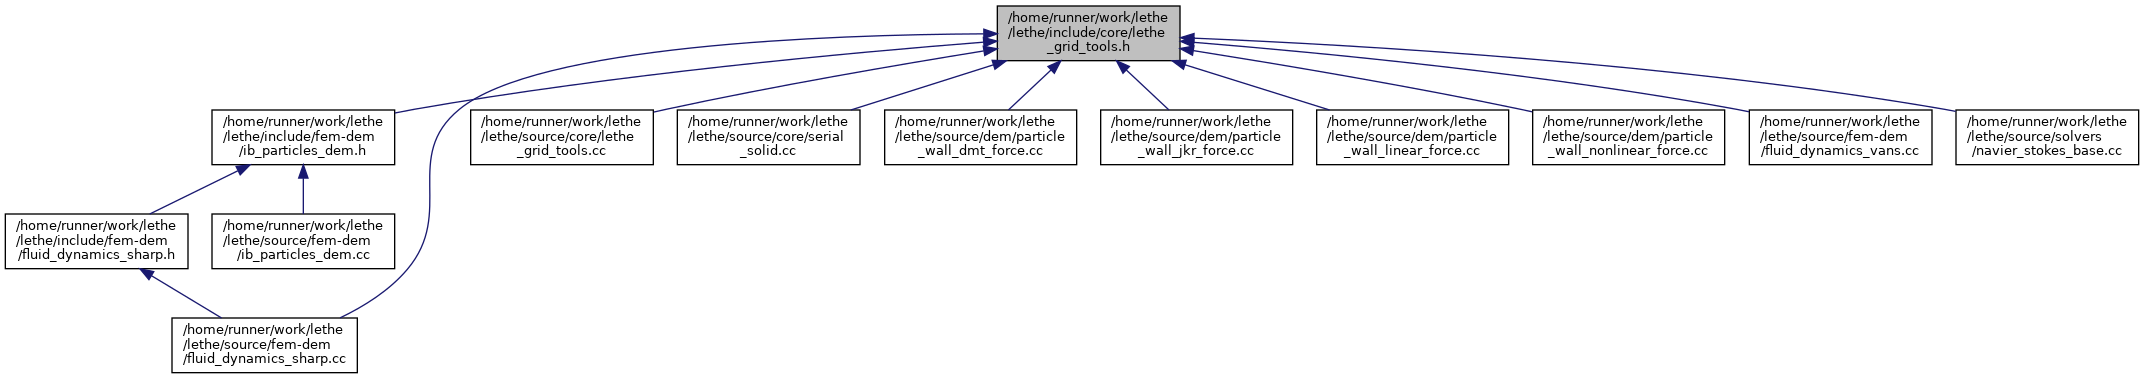 /home/runner/work/lethe
/lethe/include/core/lethe
_grid_tools.h
/home/runner/work/lethe
/lethe/include/fem-dem
/ib_particles_dem.h
/home/runner/work/lethe
/lethe/source/core/lethe
_grid_tools.cc
/home/runner/work/lethe
/lethe/source/core/serial
_solid.cc
/home/runner/work/lethe
/lethe/source/dem/particle
_wall_dmt_force.cc
/home/runner/work/lethe
/lethe/source/dem/particle
_wall_jkr_force.cc
/home/runner/work/lethe
/lethe/source/dem/particle
_wall_linear_force.cc
/home/runner/work/lethe
/lethe/source/dem/particle
_wall_nonlinear_force.cc
/home/runner/work/lethe
/lethe/source/fem-dem
/fluid_dynamics_vans.cc
/home/runner/work/lethe
/lethe/source/solvers
/navier_stokes_base.cc
/home/runner/work/lethe
/lethe/include/fem-dem
/fluid_dynamics_sharp.h
/home/runner/work/lethe
/lethe/source/fem-dem
/ib_particles_dem.cc
/home/runner/work/lethe
/lethe/source/fem-dem
/fluid_dynamics_sharp.cc